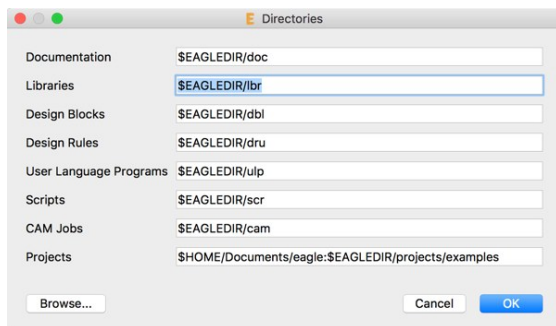 Directories
Documentation $EAGLEDIR/doc
Libraries $EAGLEDIR/lbr
Design Blocks $EAGLEDIR/dbl
Design Rules $EAGLEDIR/dru
User Language Programs $EAGLEDIR/ulp
Scripts $EAGLEDIR/scr
CAM Jobs $EAGLEDIR/cam
Projects $HOME/Documents/eagle:$EAGLEDIR/projects/examples
Browse... Cancel OK